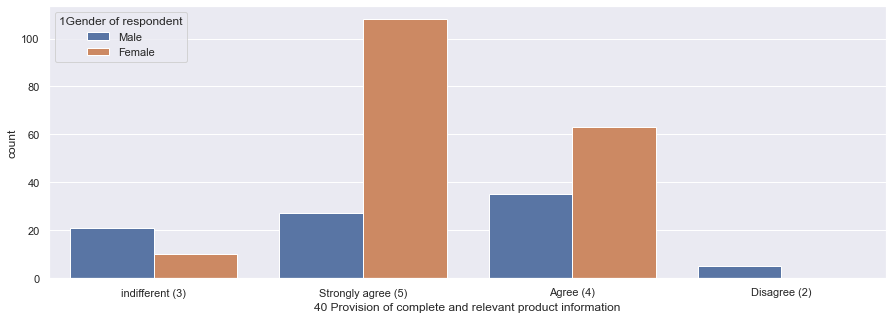 1Gender of respondent
Male
Female
100
80
60
40
20
0
count
indifferent (3)
Strongly agree (5)
Agree (4)
Disagree (2)
40 Provision of complete and relevant product information